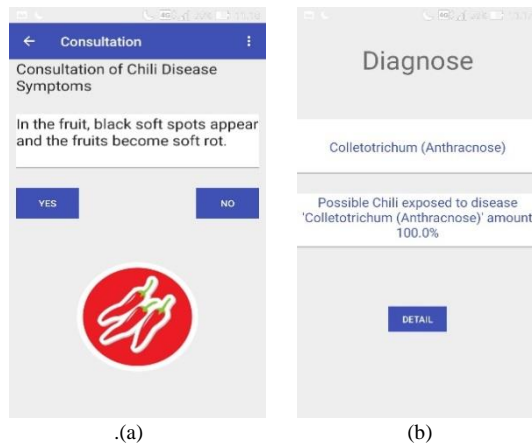 Consultation
Consultation of Chili Disease
Symptoms
In the fruit, black soft spots appear
and the fruits become soft rot.
YES
NO
.(a)
Diagnose
Colletotrichum (Anthracnose)
Possible Chili exposed to disease
'Colletotrichum (Anthracnose)' amount
100.0%
DETAIL
(b)